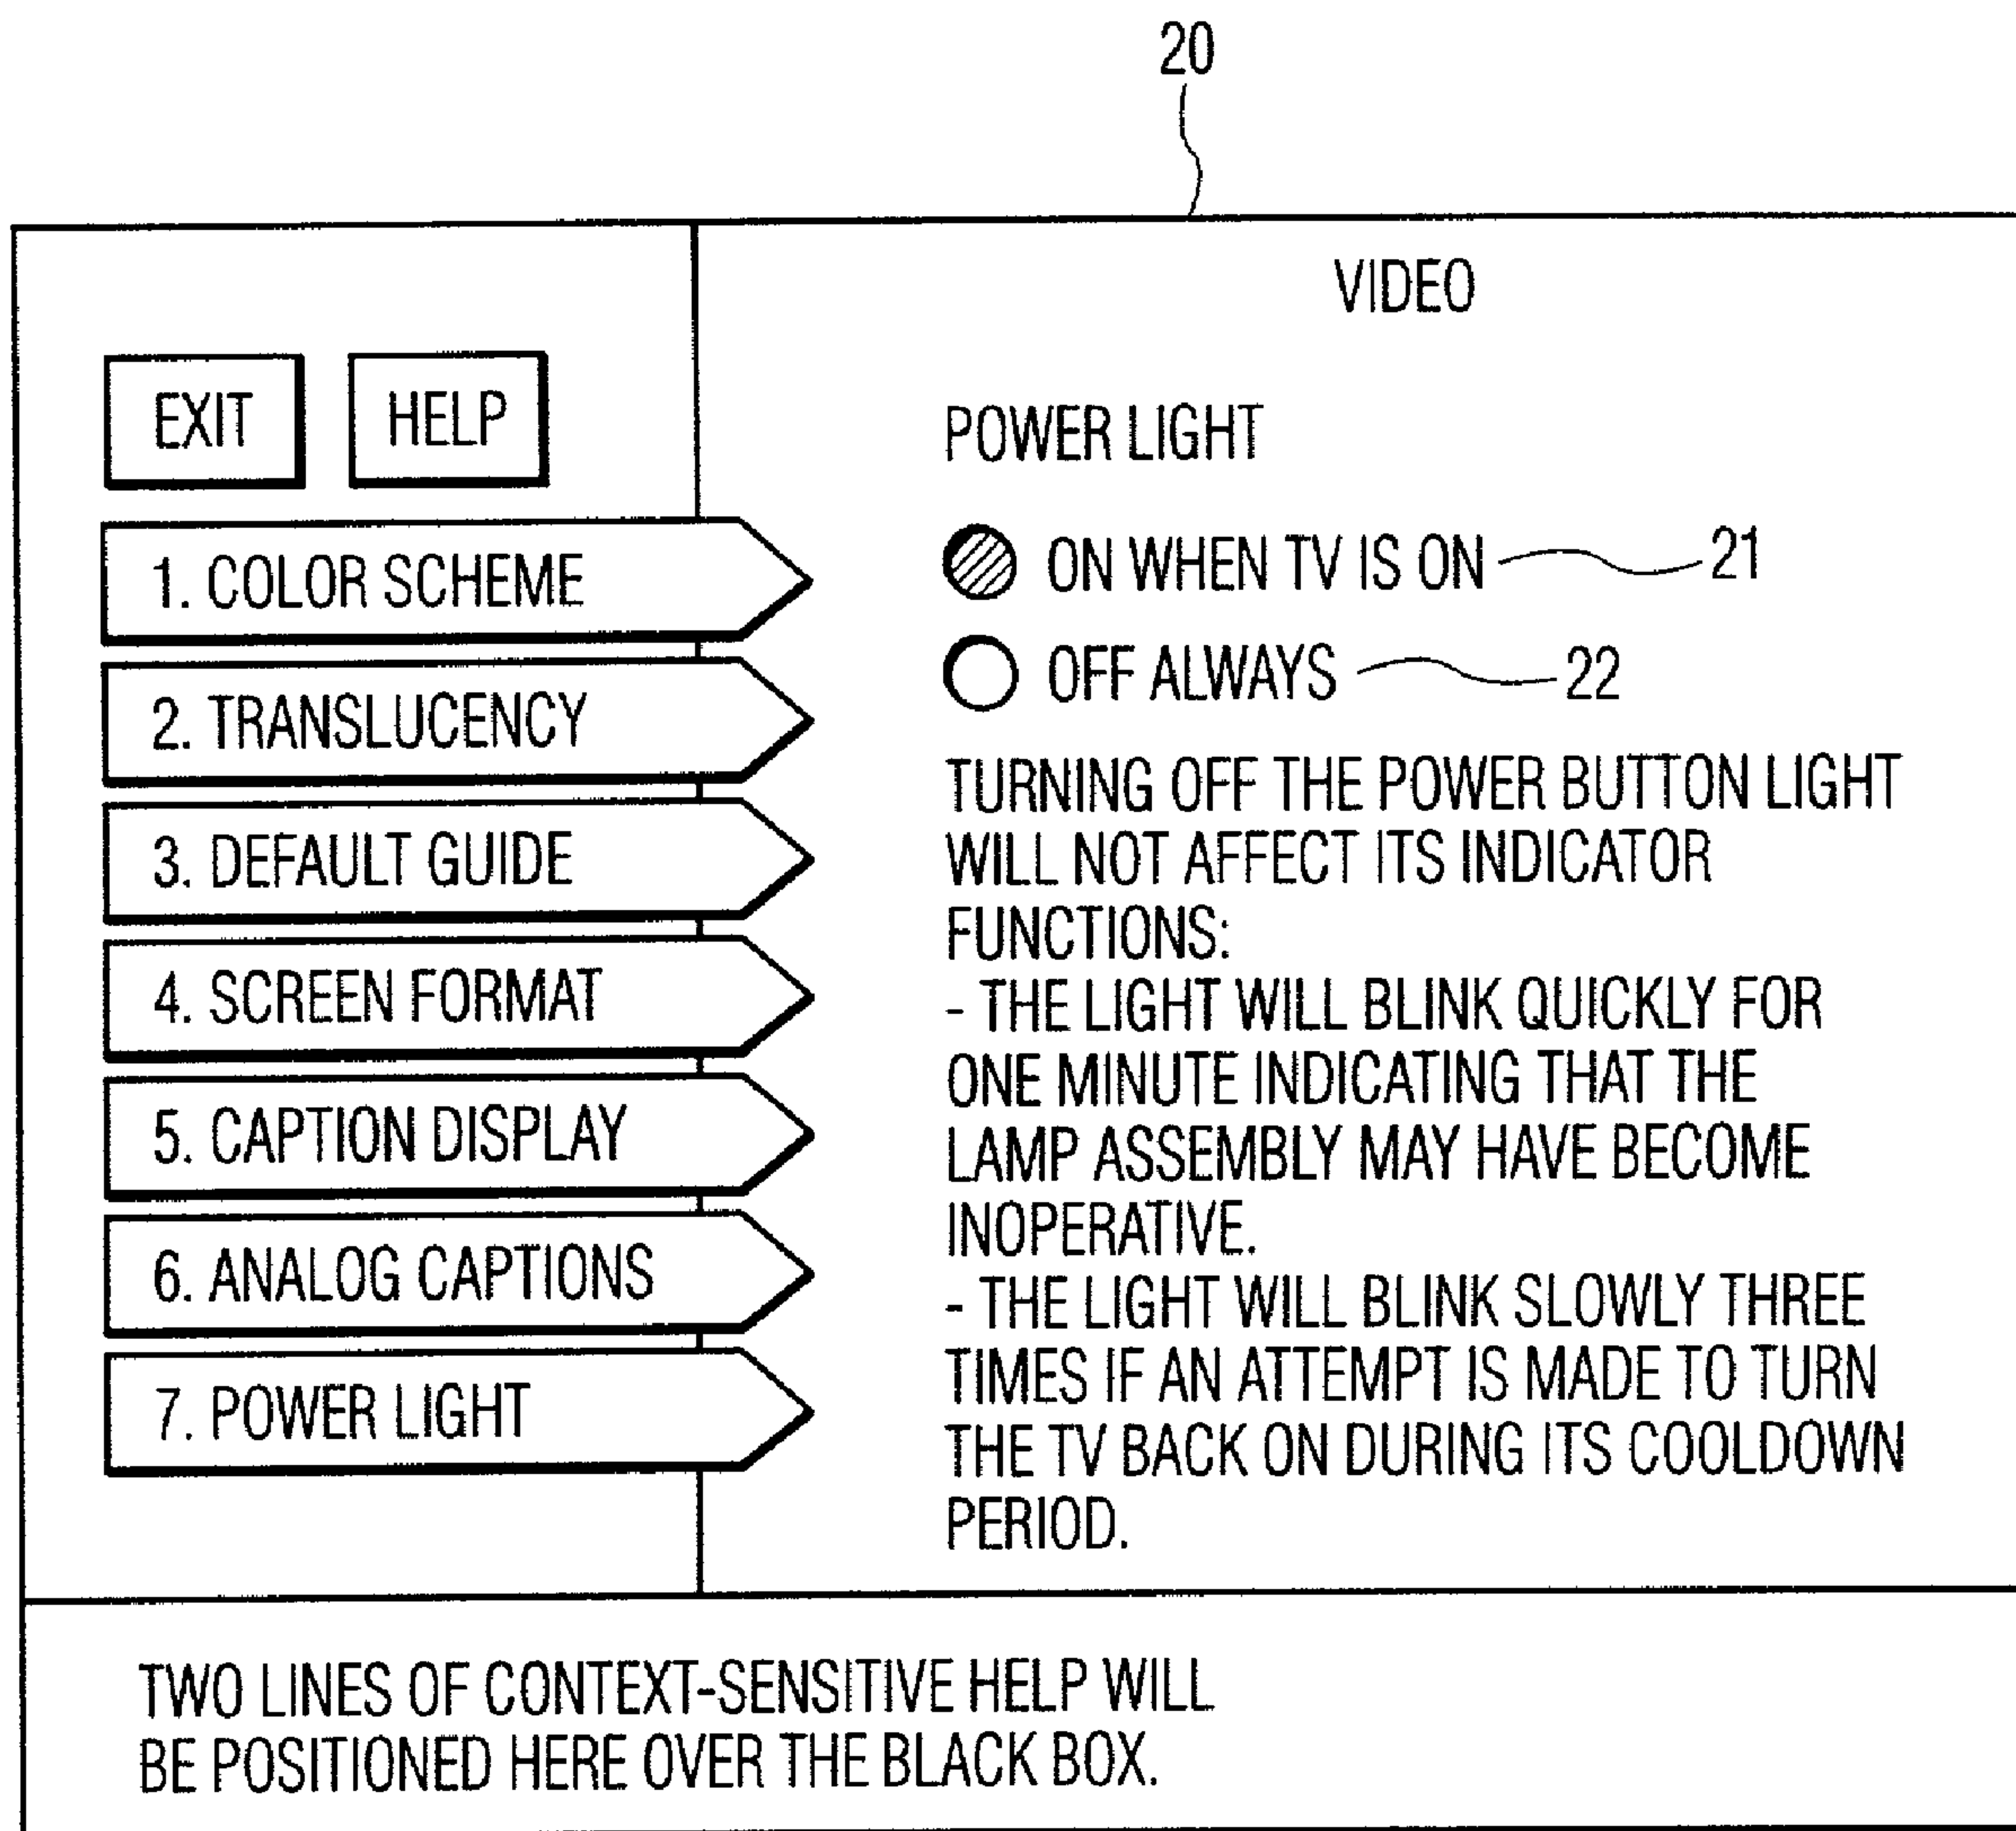 20
VIDEO
EXIT
HELP
1. COLOR SCHEME
2. TRANSLUCENCY
3. DEFAULT GUIDE
4. SCREEN FORMAT
5. CAPTION DISPLAY
6. ANALOG CAPTIONS
7. POWER LIGHT
POWER LIGHT
ON WHEN TV IS ON
21
OFF ALWAYS
22
TURNING OFF THE POWER BUTTON LIGHT
WILL NOT AFFECT ITS INDICATOR
FUNCTIONS:
- THE LIGHT WILL BLINK QUICKLY FOR
ONE MINUTE INDICATING THAT THE
LAMP ASSEMBLY MAY HAVE BECOME
INOPERATIVE.
- THE LIGHT WILL BLINK SLOWLY THREE
TIMES IF AN ATTEMPT IS MADE TO TURN
THE TV BACK ON DURING ITS COOLDOWN
PERIOD.
TWO LINES OF CONTEXT-SENSITIVE HELP WILL
BE POSITIONED HERE OVER THE BLACK BOX.